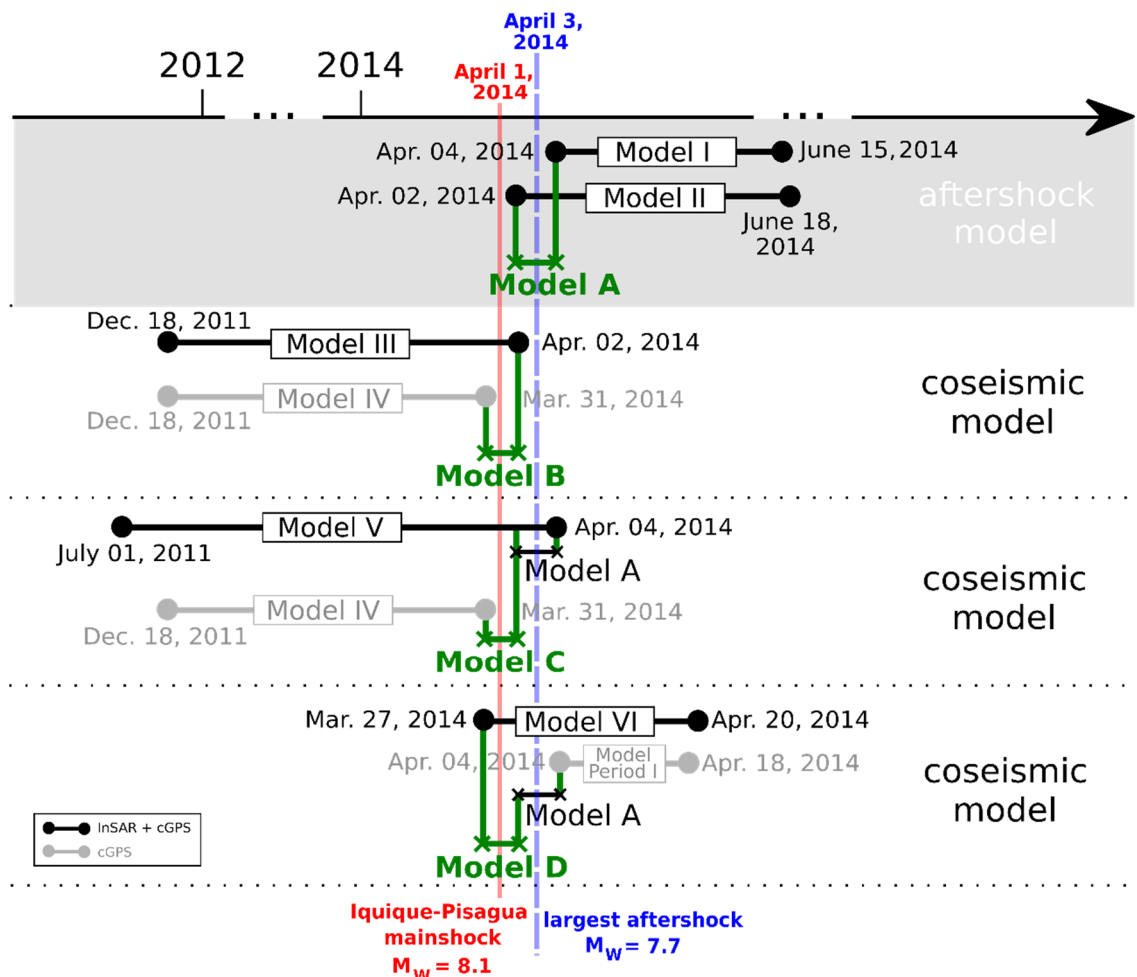 April 3,
2014
2012
2014
April 1,
2014
Apr. 04, 2014
Model I
June 15,2014
Apr. 02, 2014
Model II
June 18,
2014
aftershock
model
Model A
Dec. 18, 2011
Model III
Apr. 02, 2014
Model IV
Dec. 18, 2011
Mar. 31, 2014
coseismic
model
Model B
Model V
Apr. 04, 2014
July 01, 2011
Model A
Model IV
Dec. 18, 2011
Mar. 31, 2014
coseismic
model
Model C
Mar. 27, 2014
Model VI
Apr. 20, 2014
Apr. 04, 2014
Model
Period I
Apr. 18, 2014
Model A
coseismic
model
InSAR + cGPS
cGPS
Model D
Iquique-Pisagua
mainshock
MW = 8.1
largest aftershock
MW = 7.7